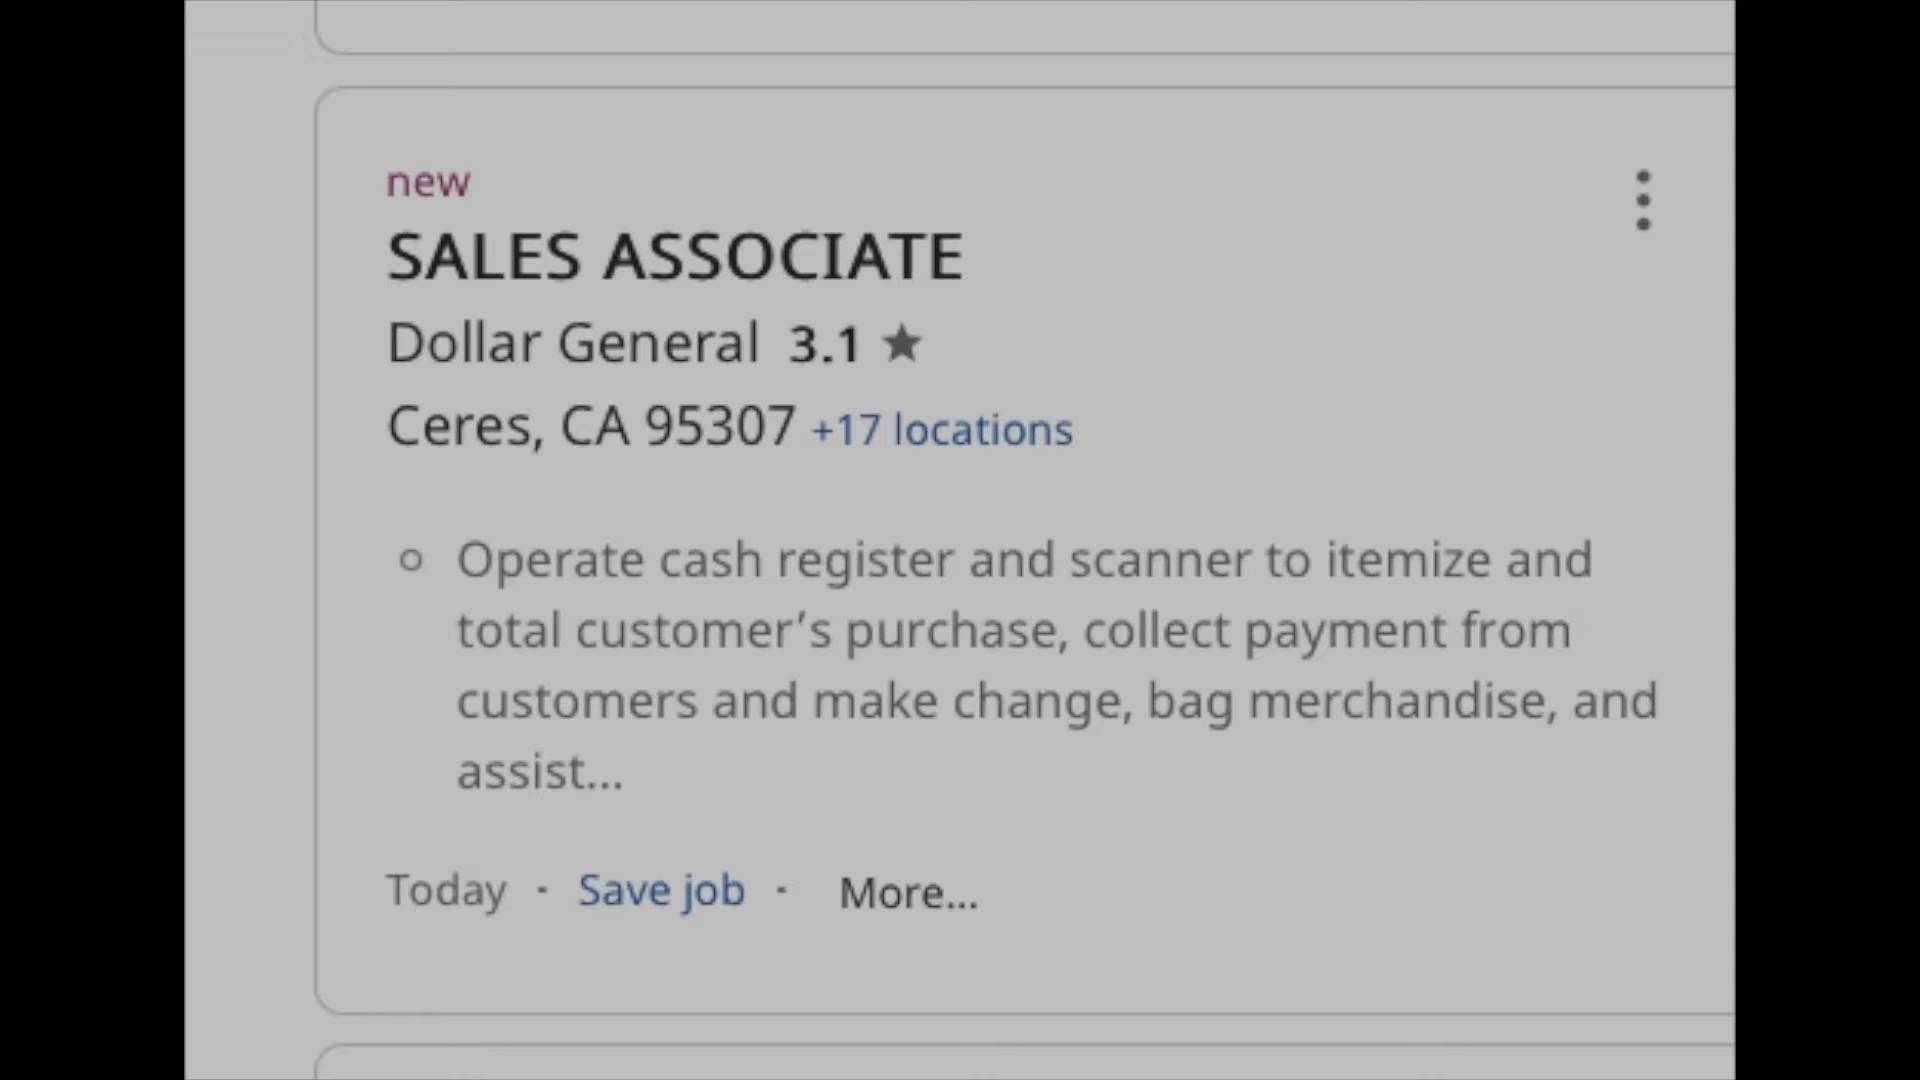 new
SALES ASSOCIATE
Dollar General 3.1 ★
Ceres, CA 95307 +17 locations
Operate cash register and scanner to itemize and
total customer’s purchase, collect payment from
customers and make change, bag merchandise, and
assist...
Today · Save job · More...